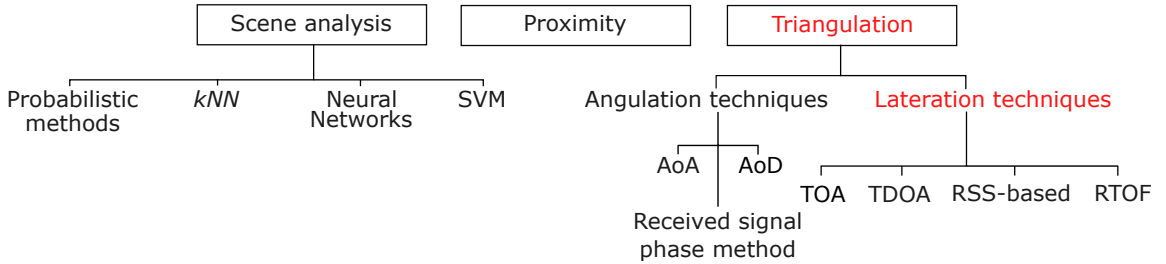 Scene analysis
Proximity
Triangulation
Probabilistic
methods
kNN
Neural
Networks
SVM
Angulation techniques
Lateration techniques
AoA
AoD
Received signal
phase method
TOA
TDOA
RSS-based
RTOF